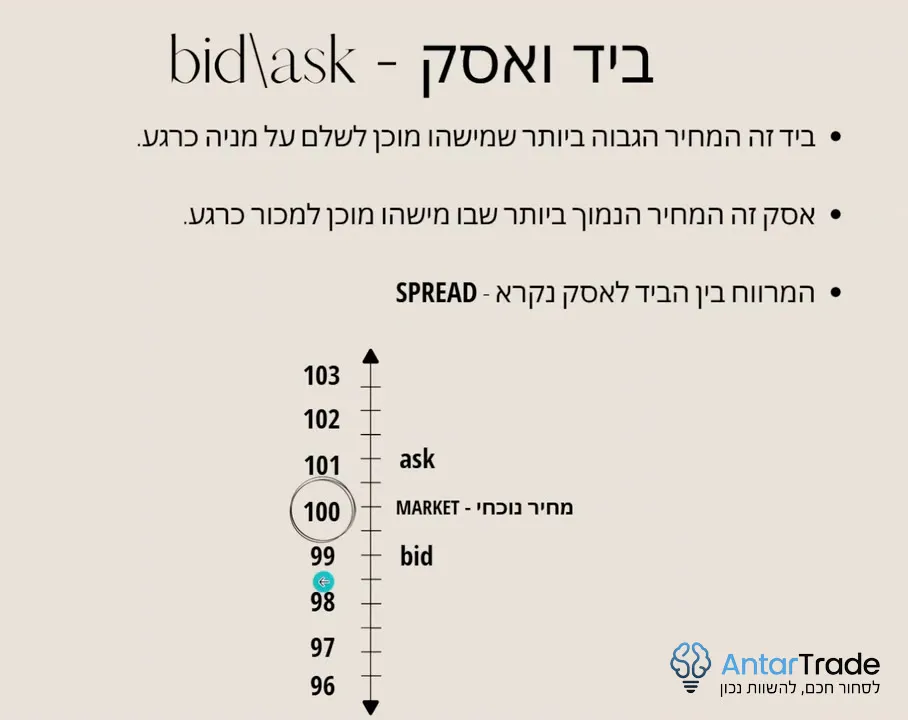 ביד ואסק - bid\ask
• ביד זה המחיר הגבוה ביותר שמישהו מוכן לשלם על מניה כרגע.
• אסק זה המחיר הנמוך ביותר שבו מישהו מוכן למכור כרגע.
• המרווח בין הביד לאסק נקרא - SPREAD
103
102
101 ask
100 מחיר נוכחי - MARKET
99 bid
98
97
96
AntarTrade
לסחור חכם, להשוות נכון